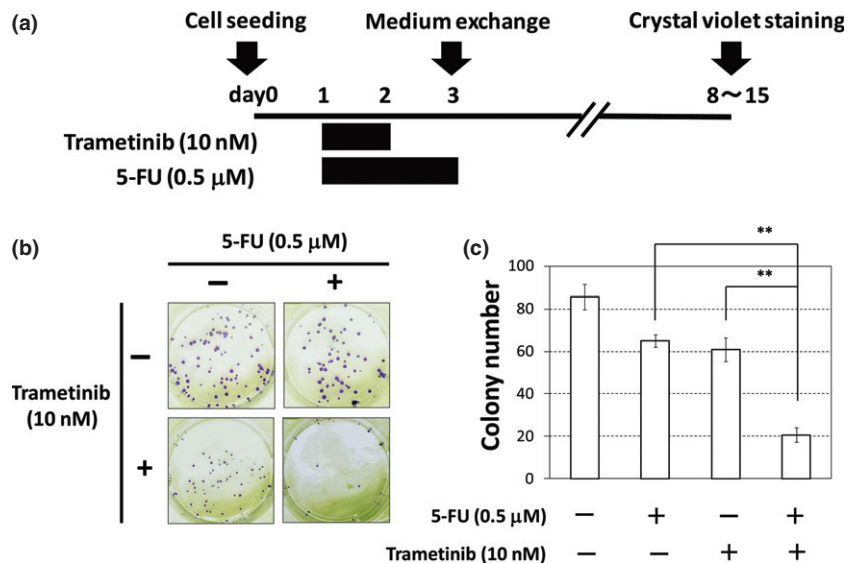 (a)
Cell seeding Medium exchange Crystal violet staining
day0 1 2 3 8～15
Trametinib (10 nM)
5-FU (0.5 μM)
(b)
5-FU (0.5 μM)
− +
−
Trametinib
(10 nM)
+
(c)
**
**
100
80
60
40
20
0
Colony number
5-FU (0.5 μM) − + − +
Trametinib (10 nM) − − + +